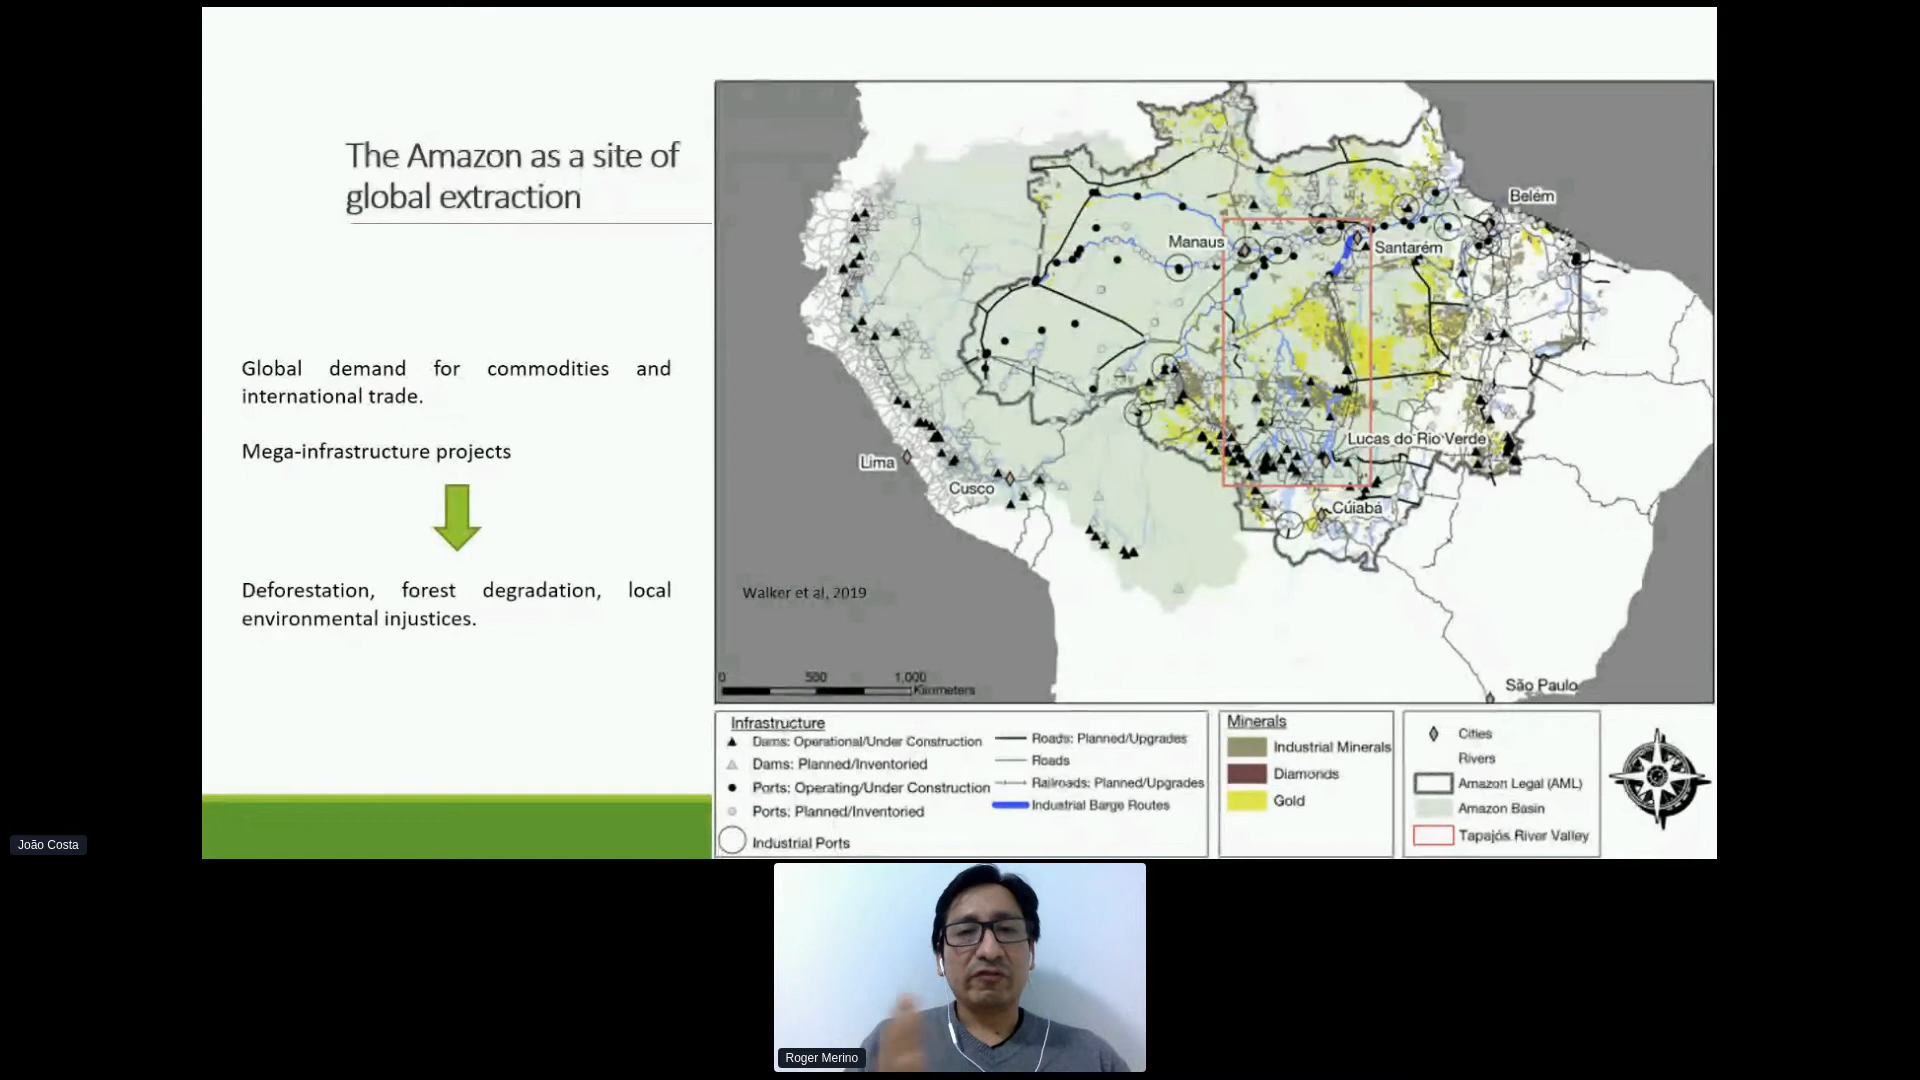 The Amazon as a site of
global extraction
Global demand for commodities and
international trade.
Mega-infrastructure projects
Deforestation, forest degradation, local
environmental injustices.
Belém
Manaus
Santarém
Lucas do Rio Verde
Lima
Cusco
Cuiabá
Walker et al, 2019
São Paulo
0 500 1,000
Kilometers
Infrastructure
Dams: Operational/Under Construction
Dams: Planned/Inventoried
Ports: Operating/Under Construction
Ports: Planned/Inventoried
Industrial Ports
Roads: Planned/Upgrades
Roads
Railroads: Planned/Upgrades
Industrial Barge Routes
Minerals
Industrial Minerals
Diamonds
Gold
Cities
Rivers
Amazon Legal (AML)
Amazon Basin
Tapajós River Valley
João Costa
Roger Merino